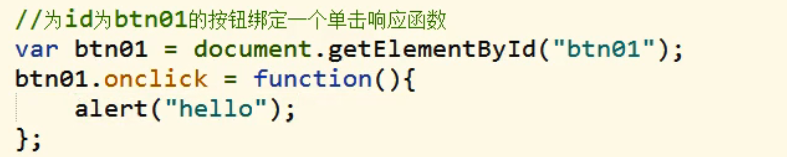 //为id为btn01的按钮绑定一个单击响应函数
var btn01 = document.getElementById("btn01");
btn01.onclick = function(){
    alert("hello");
};